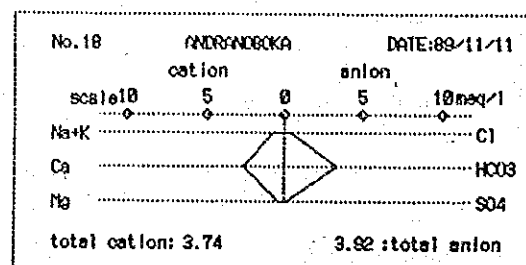 No.18 ANDRANOBOKA DATE:89/11/11
cation anion
scale10 5 0 5 10meq/l
Na+K Cl
Ca HCO3
Mg SO4
total cation: 3.74 3.92 :total anion